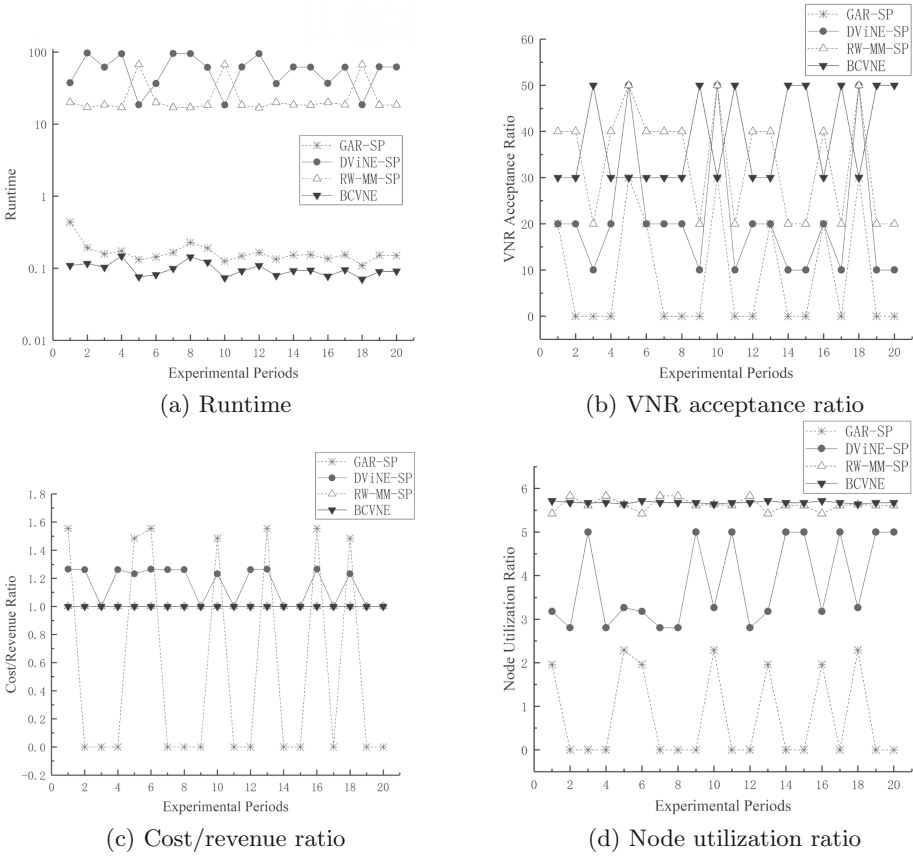 100
10
1
0.1
0.01
Runtime
GAR-SP
DViNE-SP
RW-MM-SP
BCVNE
0 2 4 6 8 10 12 14 16 18 20
Experimental Periods
(a) Runtime
GAR-SP
DViNE-SP
RW-MM-SP
BCVNE
60
50
40
30
20
10
0
VNR Acceptance Ratio
0 2 4 6 8 10 12 14 16 18 20
Experimental Periods
(b) VNR acceptance ratio
GAR-SP
DViNE-SP
RW-MM-SP
BCVNE
1.8
1.6
1.4
1.2
1.0
0.8
0.6
0.4
0.2
0.0
-0.2
Cost/Revenue Ratio
0 2 4 6 8 10 12 14 16 18 20
Experimental Periods
(c) Cost/revenue ratio
GAR-SP
DViNE-SP
RW-MM-SP
BCVNE
6
5
4
3
2
1
0
Node Utilization Ratio
0 2 4 6 8 10 12 14 16 18 20
Experimental Periods
(d) Node utilization ratio